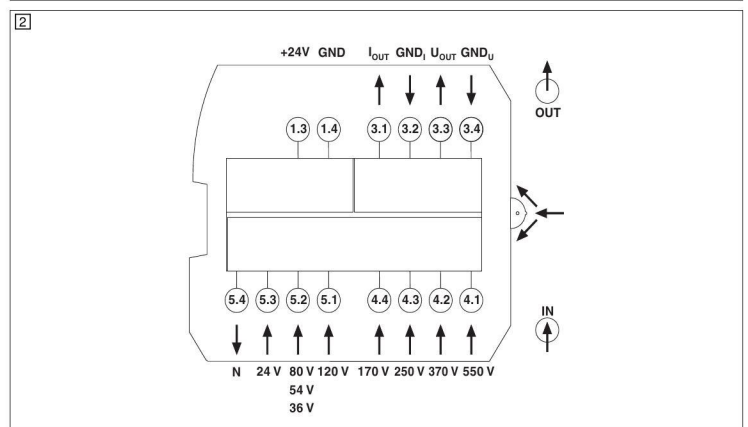 2
+24V GND I_OUT GND_I U_OUT GND_U
OUT
1.3 1.4 3.1 3.2 3.3 3.4
5.4 5.3 5.2 5.1 4.4 4.3 4.2 4.1
IN
N 24 V 80 V 120 V 170 V 250 V 370 V 550 V
54 V
36 V